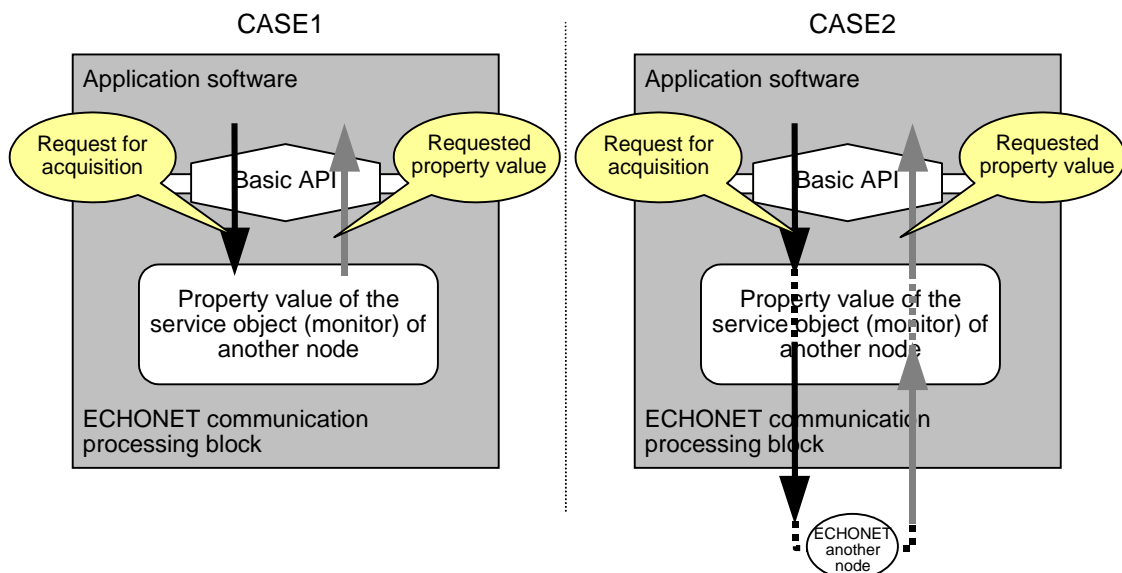 CASE1
Application software
Request for
acquisition
Basic API
Requested
property value
Property value of the
service object (monitor) of
another node
ECHONET communication
processing block
CASE2
Application software
Request for
acquisition
Basic API
Requested
property value
Property value of the
service object (monitor) of
another node
ECHONET communication
processing block
ECHONET
another
node